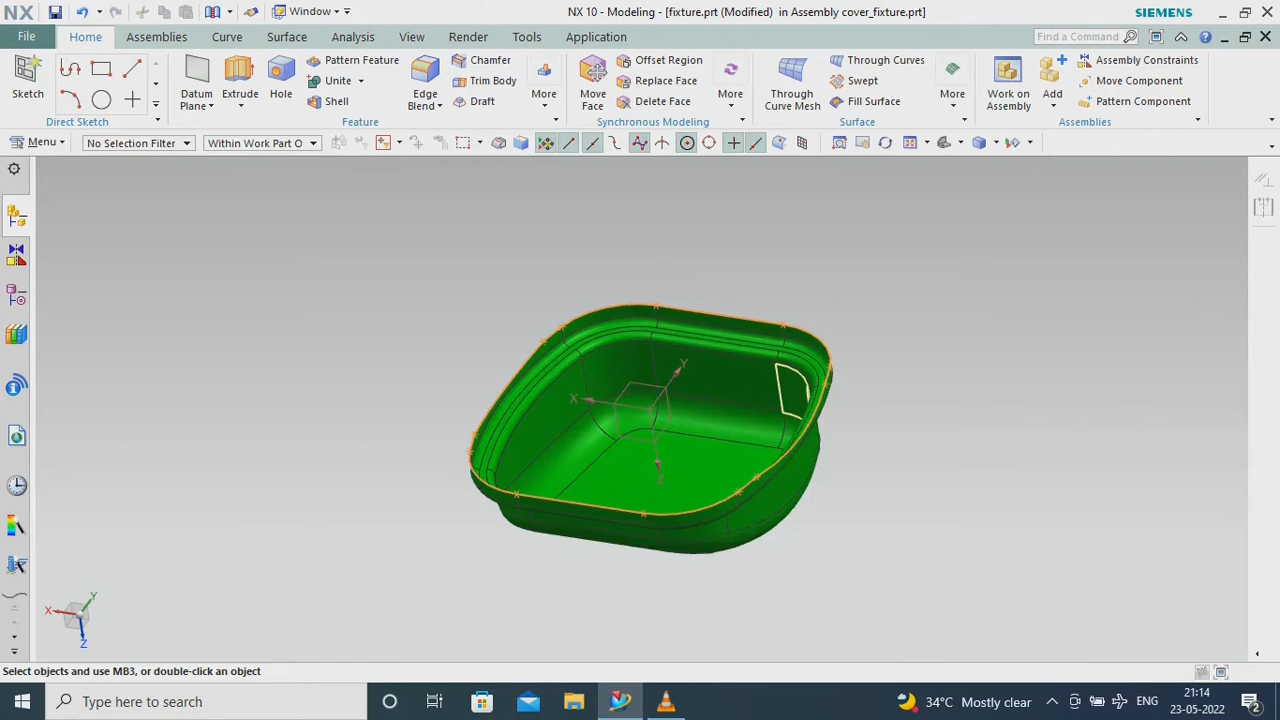 NX
Window
NX 10 - Modeling - [fixture.prt (Modified)  in Assembly cover_fixture.prt]
SIEMENS
File
Home
Assemblies
Curve
Surface
Analysis
View
Render
Tools
Application
Find a Command
Sketch
Direct Sketch
Datum Plane
Extrude
Hole
Pattern Feature
Unite
Shell
Edge Blend
Chamfer
Trim Body
Draft
More
Feature
Move Face
Offset Region
Replace Face
Delete Face
More
Synchronous Modeling
Through Curve Mesh
Through Curves
Swept
Fill Surface
More
Surface
Work on Assembly
Add
Assembly Constraints
Move Component
Pattern Component
Assemblies
Menu
No Selection Filter
Within Work Part O
Y
X
Z
X
Y
Z
Select objects and use MB3, or double-click an object
Type here to search
34°C Mostly clear
ENG
21:14
23-05-2022
2